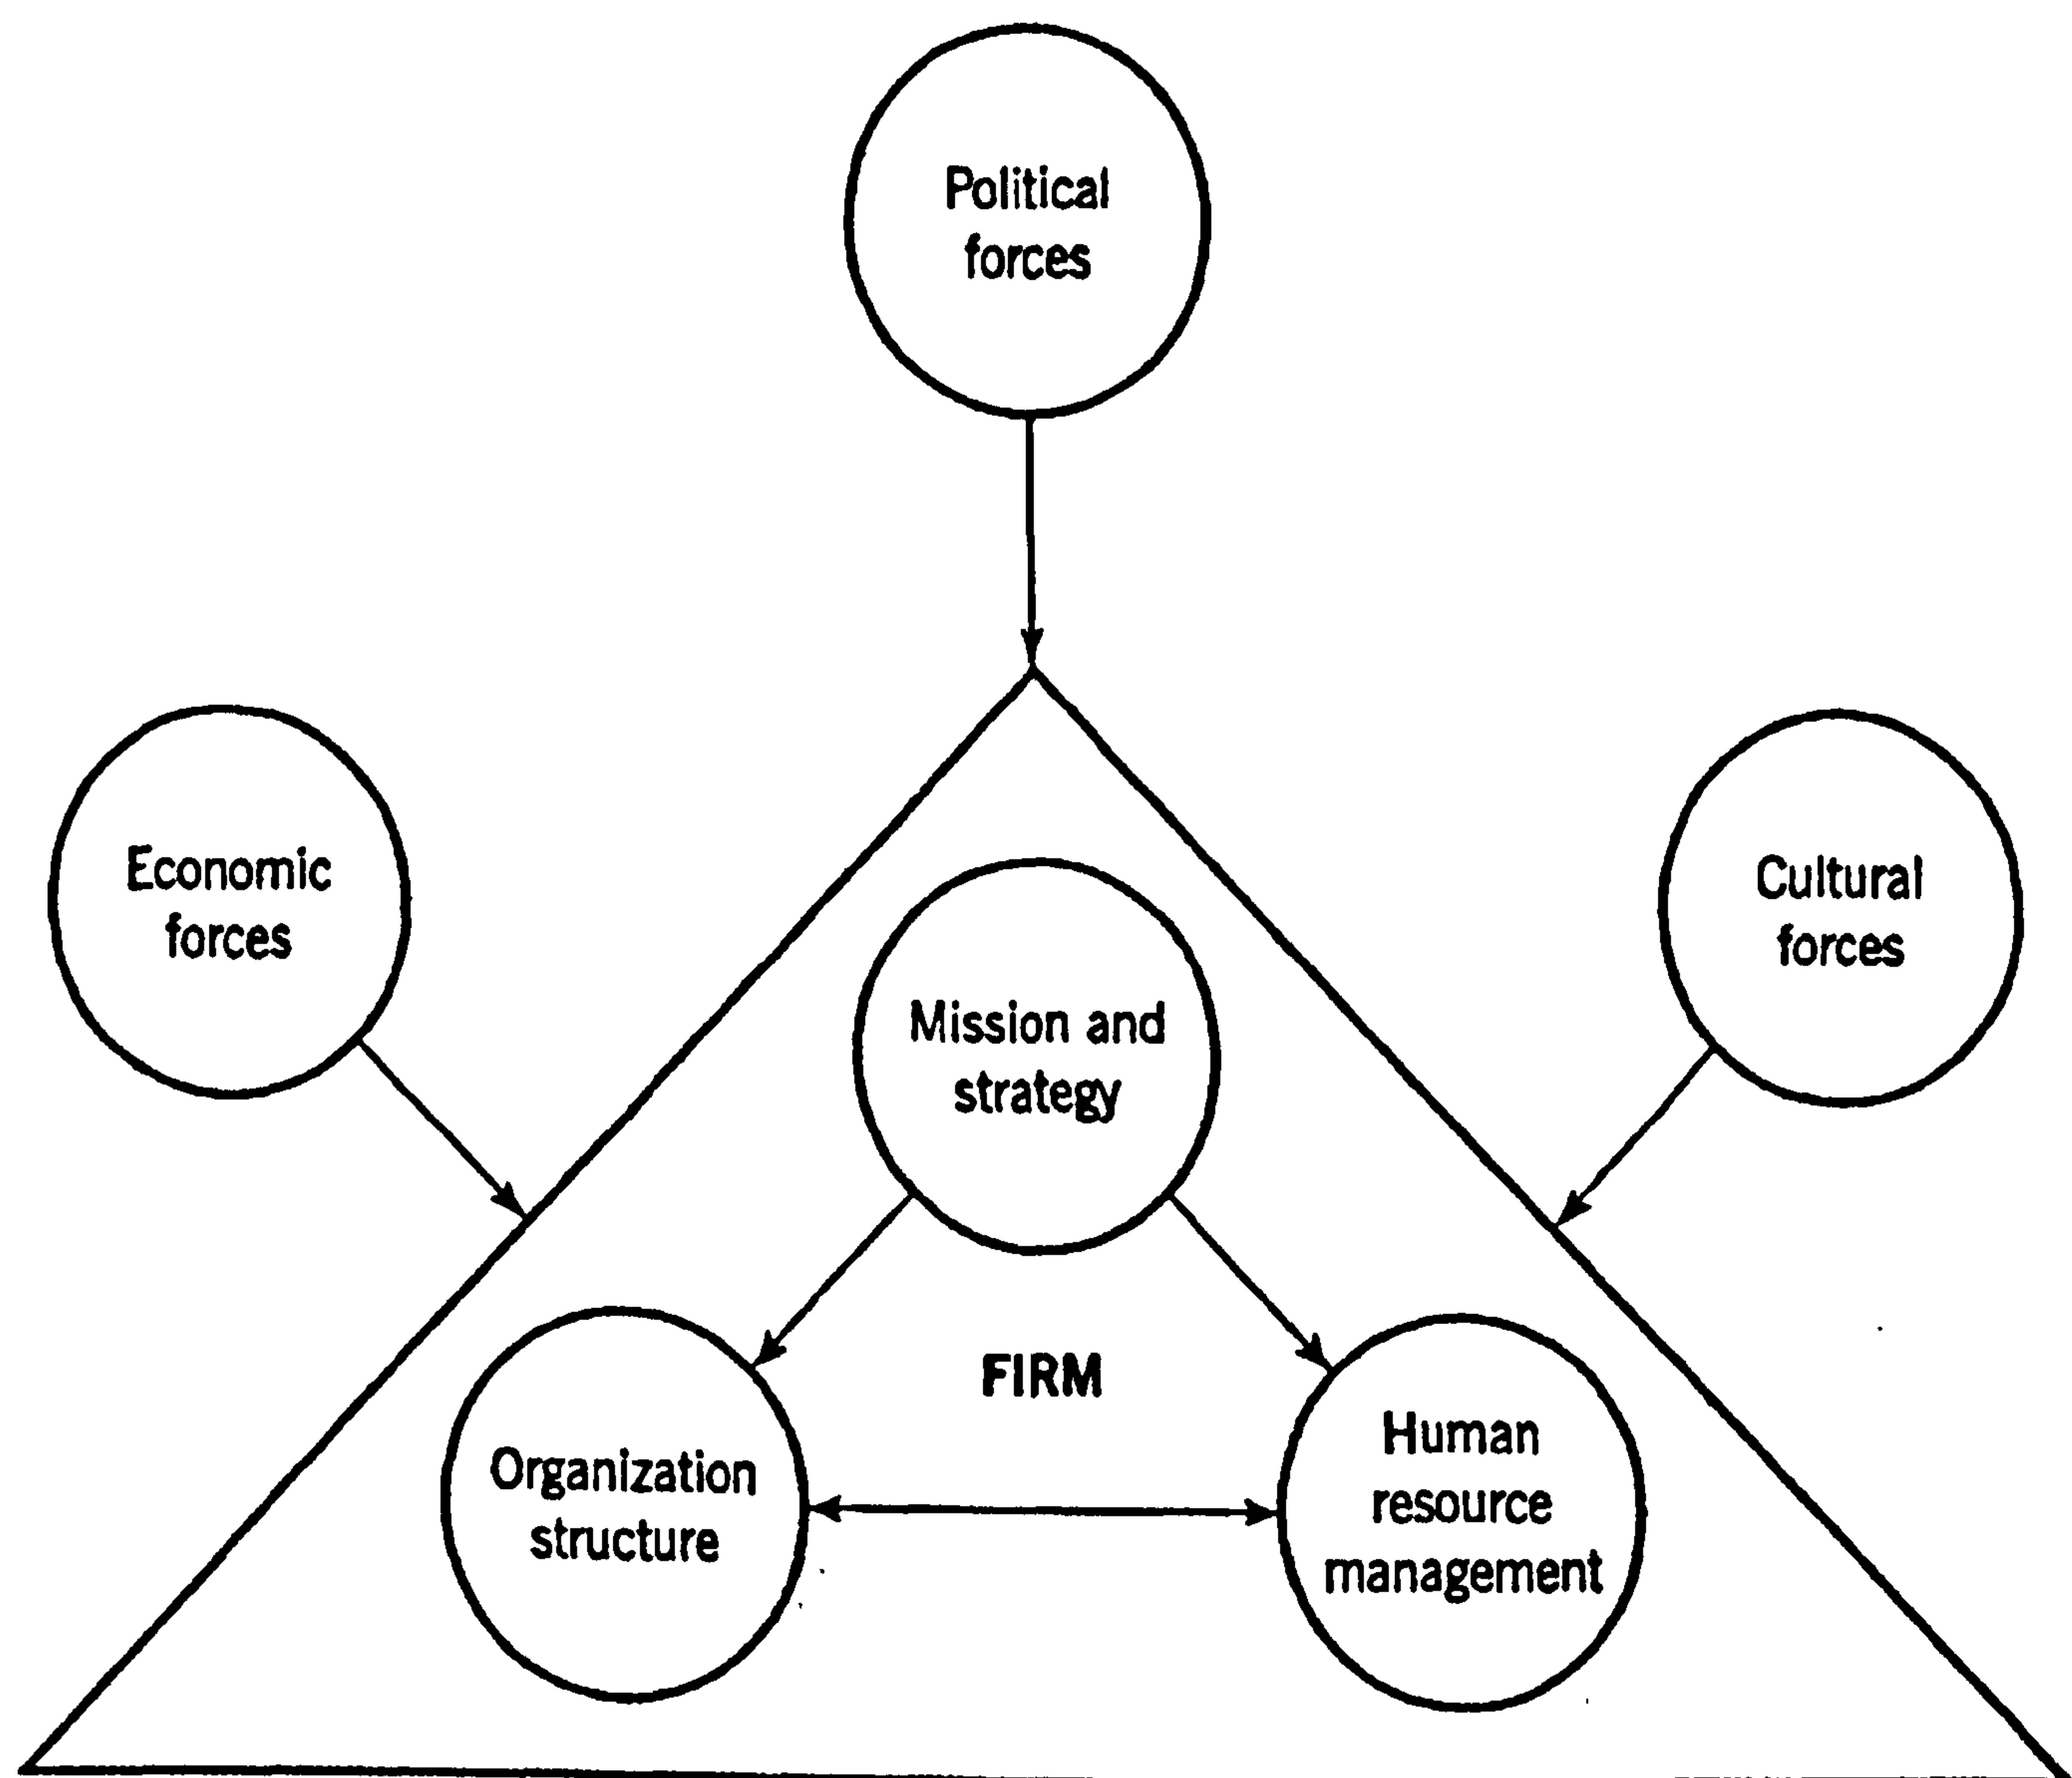 Political
forces
Economic
forces
Cultural
forces
Mission and
strategy
FIRM
Organization
structure
Human
resource
management